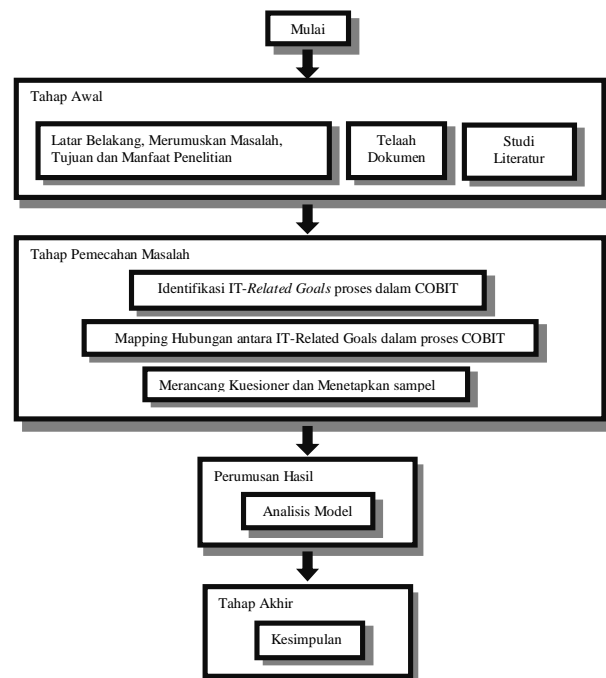 Mulai
Tahap Awal
Latar Belakang, Merumuskan Masalah,
Tujuan dan Manfaat Penelitian
Telaah
Dokumen
Studi
Literatur
Tahap Pemecahan Masalah
Identifikasi IT-Related Goals proses dalam COBIT
Mapping Hubungan antara IT-Related Goals dalam proses COBIT
Merancang Kuesioner dan Menetapkan sampel
Perumusan Hasil
Analisis Model
Tahap Akhir
Kesimpulan